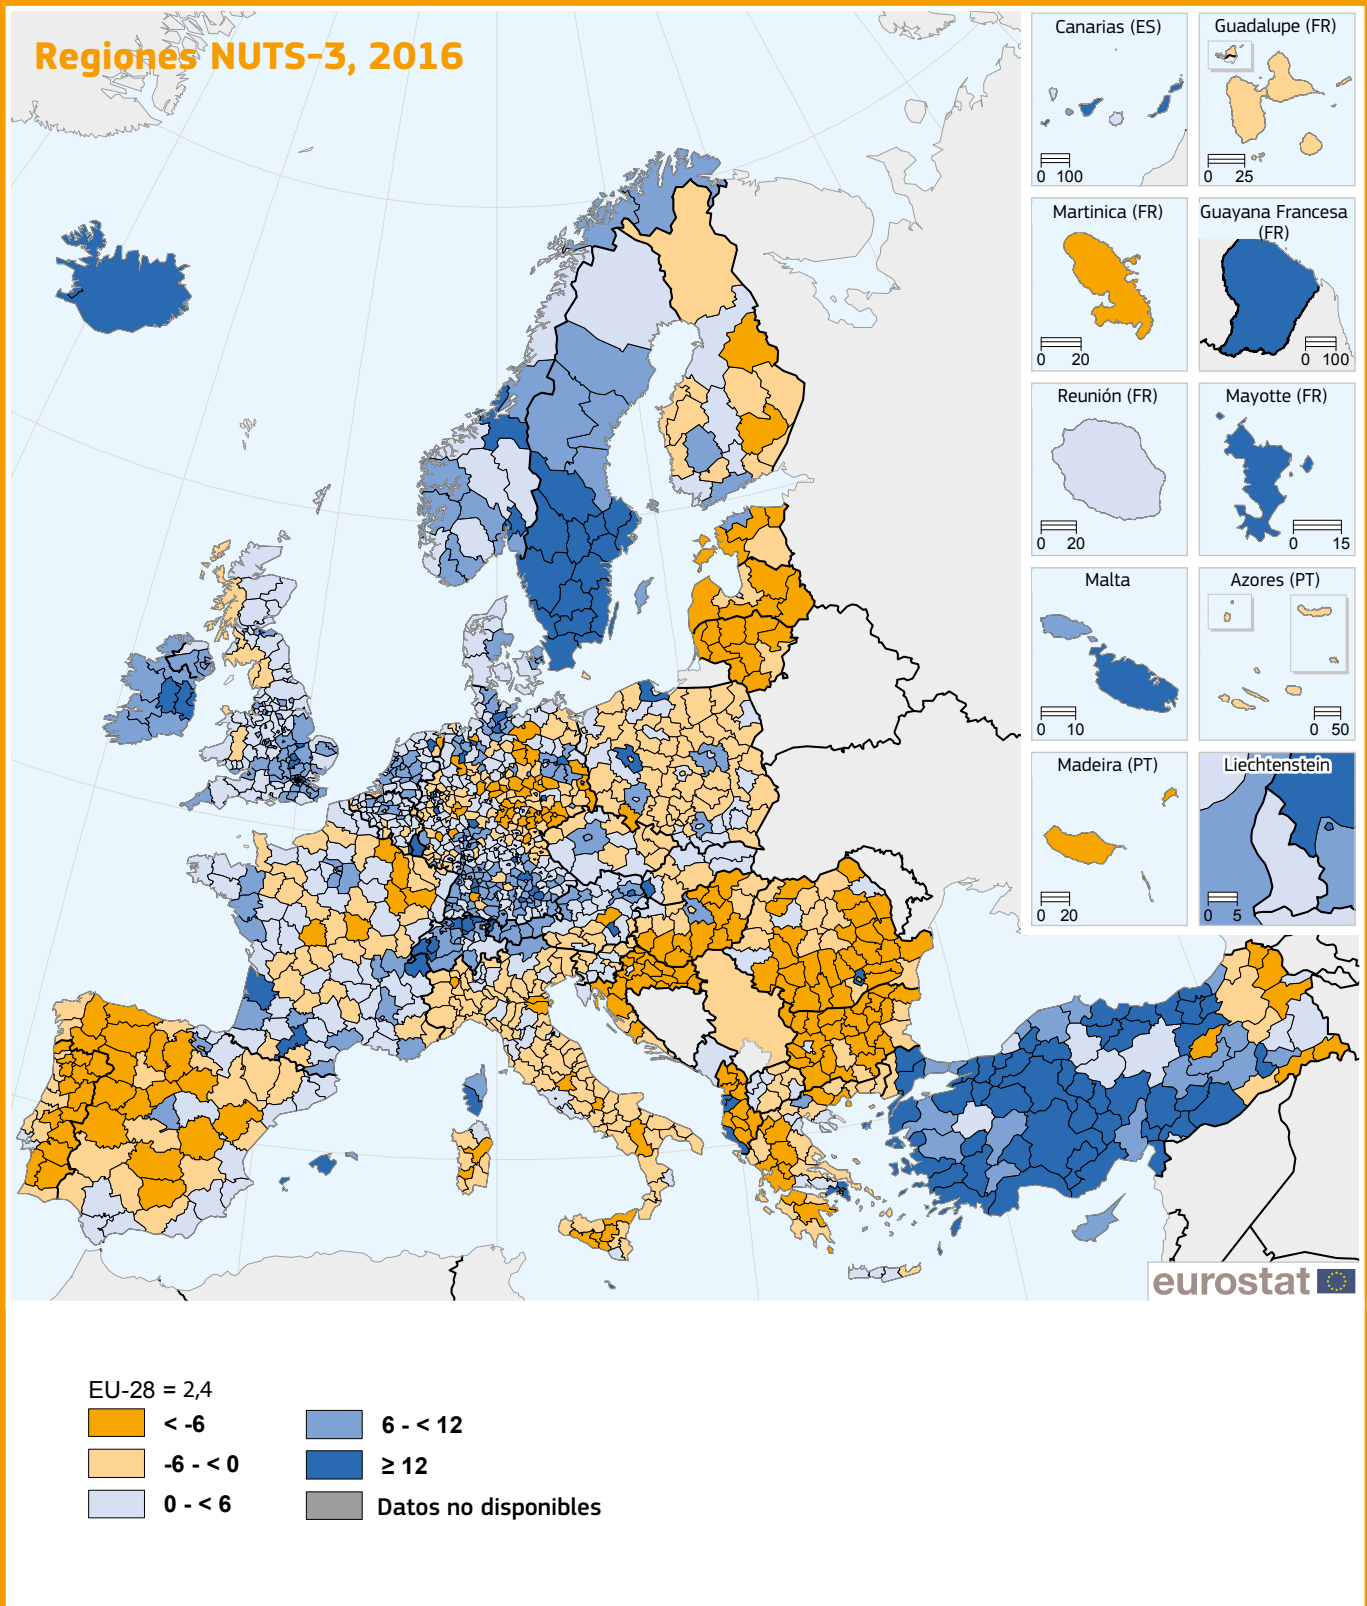 Regiones NUTS-3, 2016
Canarias (ES)
0 100
Guadalupe (FR)
0 25
Martinica (FR)
0 20
Guayana Francesa
(FR)
0 100
Reunión (FR)
0 20
Mayotte (FR)
0 15
Malta
0 10
Azores (PT)
0 50
Madeira (PT)
0 20
Liechtenstein
0 5
eurostat
EU-28 = 2,4
< -6
-6 - < 0
0 - < 6
6 - < 12
≥ 12
Datos no disponibles